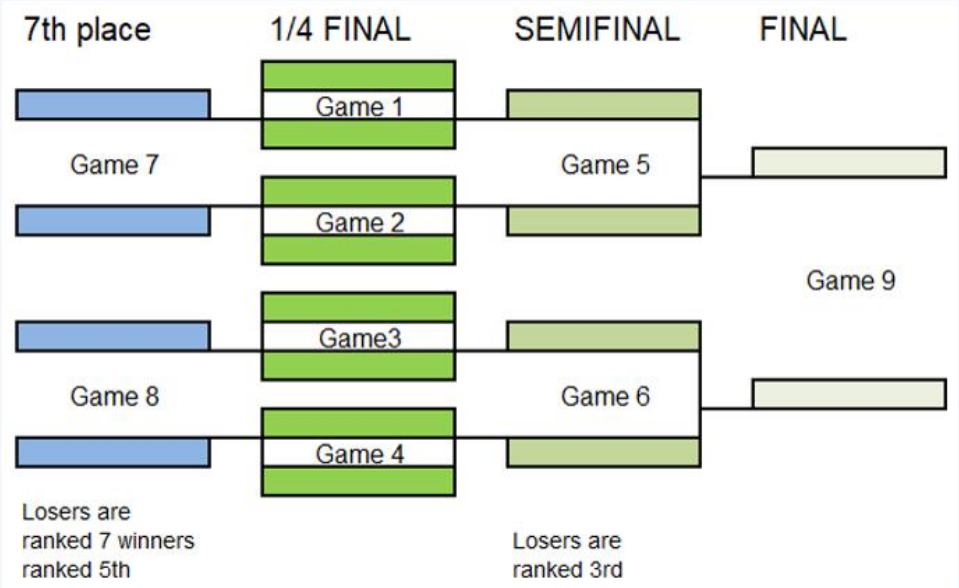 7th place
1/4 FINAL
SEMIFINAL
FINAL
Game 1
Game 7
Game 5
Game 2
Game 9
Game3
Game 8
Game 6
Game 4
Losers are
ranked 7 winners
ranked 5th
Losers are
ranked 3rd